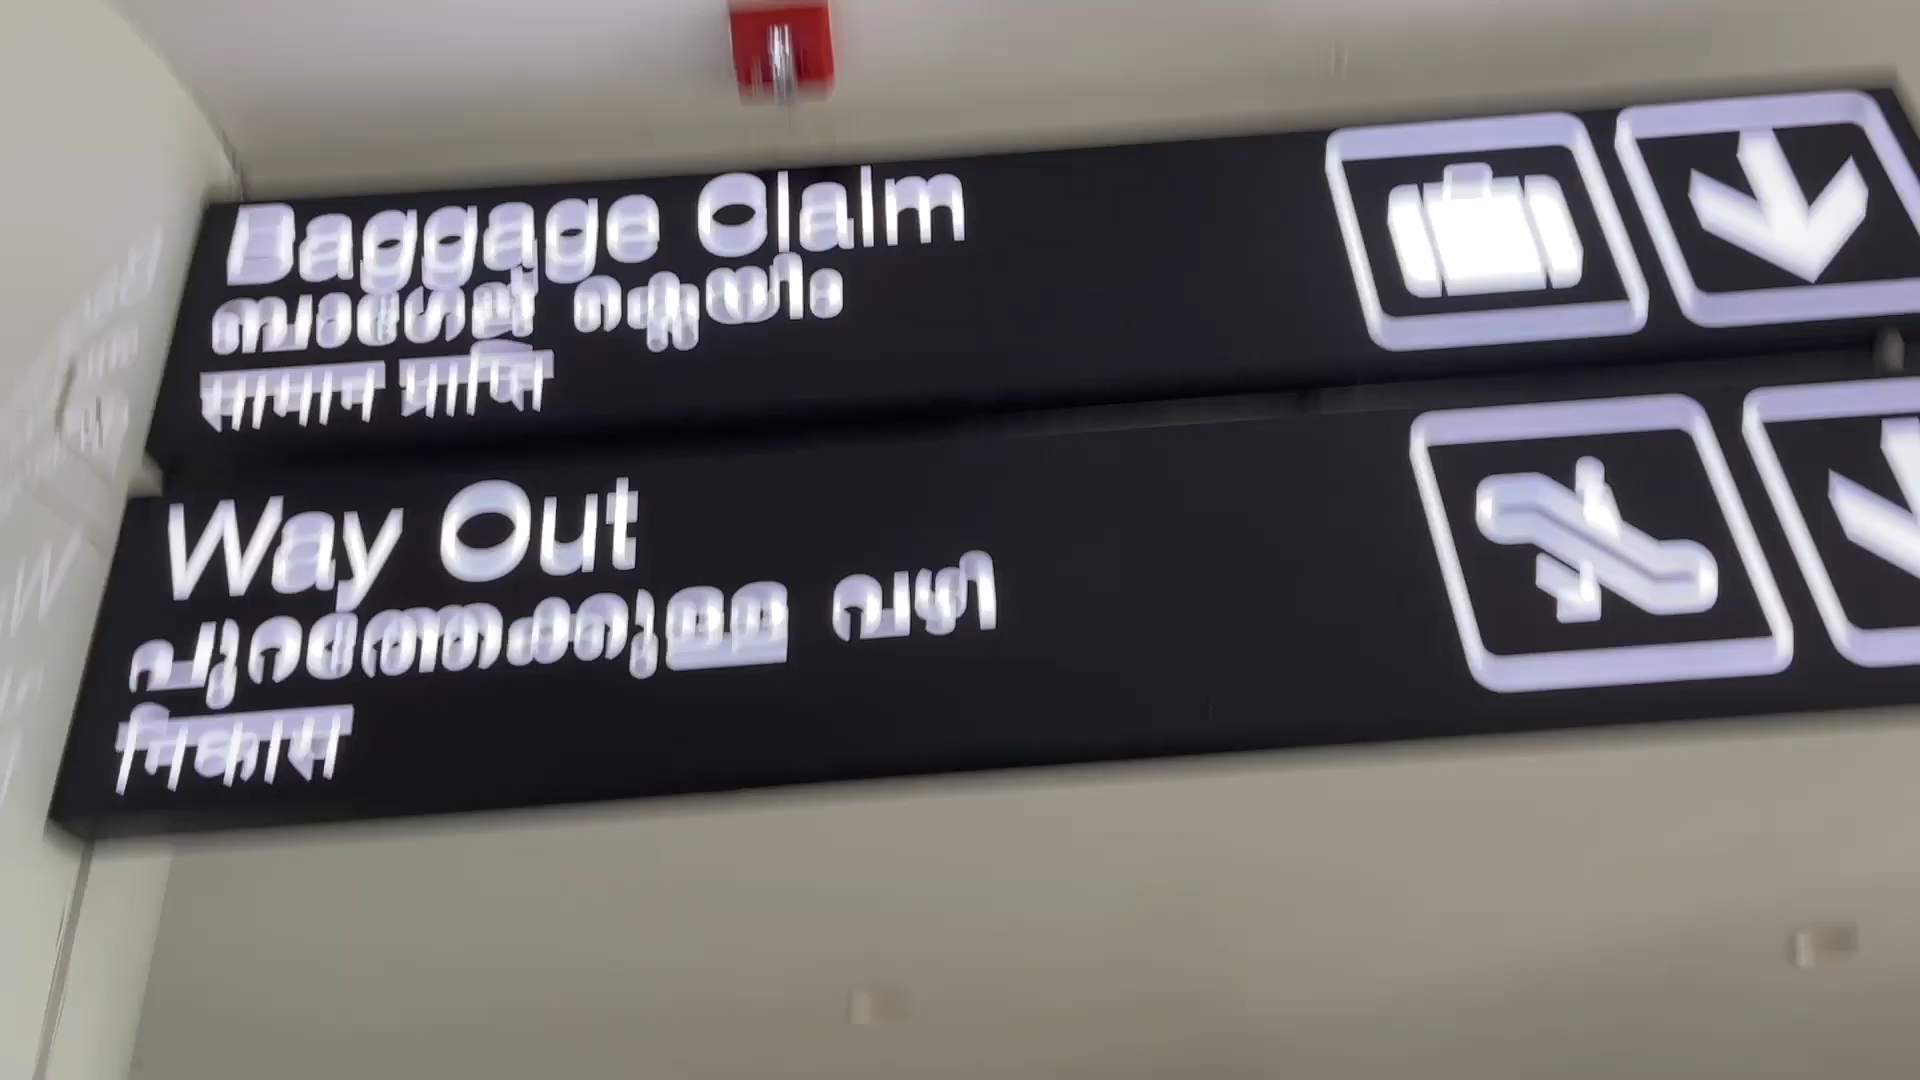 Baggage Claim
ബാഗേജ് ക്ലെയിം
सामान प्राप्ति
Way Out
പുറത്തേക്കുള്ള വഴി
निकास